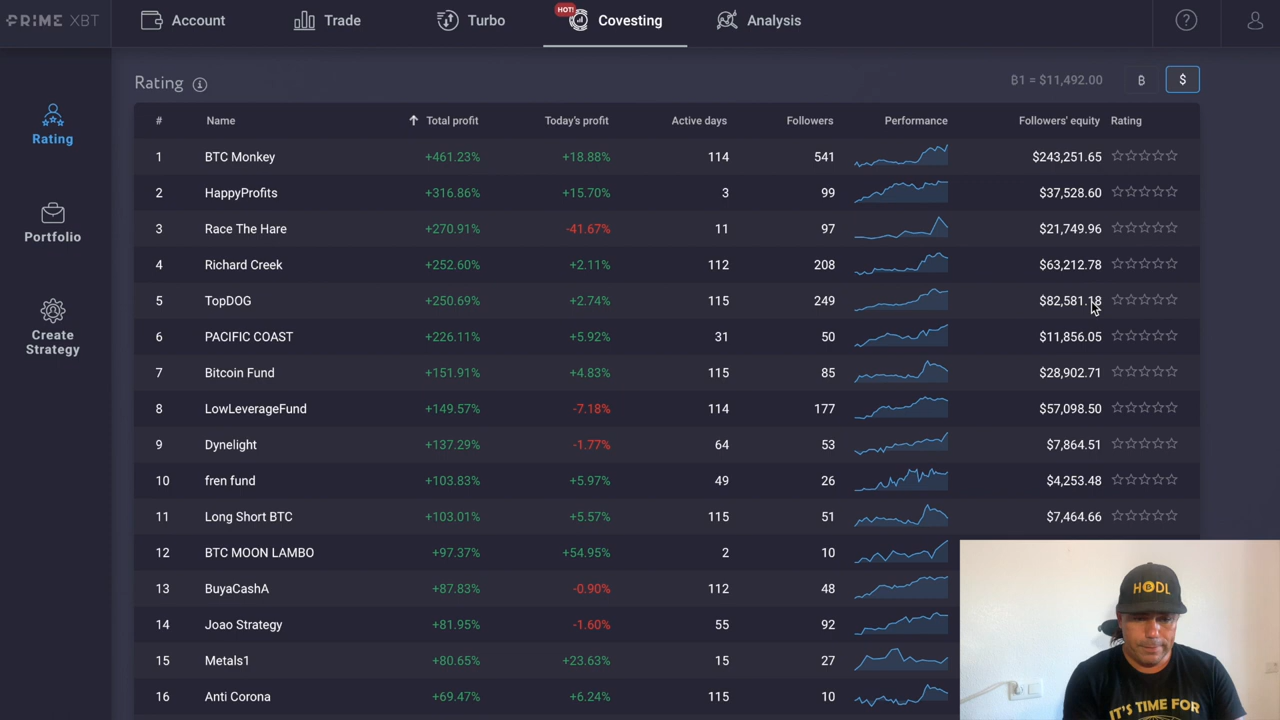 PRIME XBT
Account
Trade
Turbo
HOT!
Covesting
Analysis
?
Rating
Portfolio
Create
Strategy
Rating
฿1 = $11,492.00
฿
$
# Name Total profit Today's profit Active days Followers Performance Followers' equity Rating
1 BTC Monkey +461.23% +18.88% 114 541 $243,251.65
2 HappyProfits +316.86% +15.70% 3 99 $37,528.60
3 Race The Hare +270.91% -41.67% 11 97 $21,749.96
4 Richard Creek +252.60% +2.11% 112 208 $63,212.78
5 TopDOG +250.69% +2.74% 115 249 $82,581.18
6 PACIFIC COAST +226.11% +5.92% 31 50 $11,856.05
7 Bitcoin Fund +151.91% +4.83% 115 85 $28,902.71
8 LowLeverageFund +149.57% -7.18% 114 177 $57,098.50
9 Dynelight +137.29% -1.77% 64 53 $7,864.51
10 fren fund +103.83% +5.97% 49 26 $4,253.48
11 Long Short BTC +103.01% +5.57% 115 51 $7,464.66
12 BTC MOON LAMBO +97.37% +54.95% 2 10
13 BuyaCashA +87.83% -0.90% 112 48
14 Joao Strategy +81.95% -1.60% 55 92
15 Metals1 +80.65% +23.63% 15 27
16 Anti Corona +69.47% +6.24% 115 10
HODL
IT'S TIME FOR